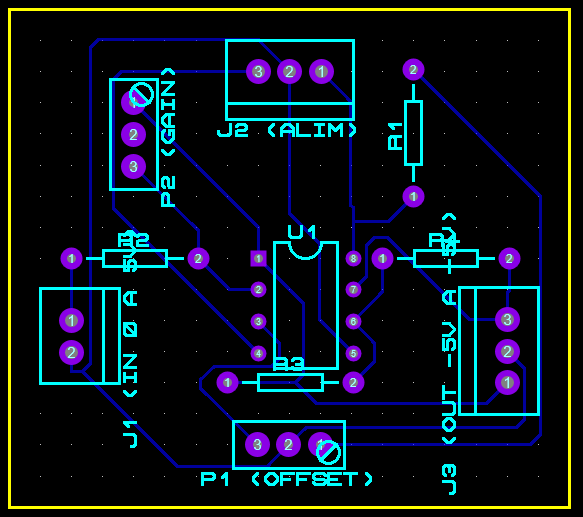 3 2 1
2
1
2
3
P2 (GAIN)
J2 (ALIM)
R1
1
U1
1 R2 2
1 8
2 7
3 6
4 5
1 2
1
2
J1 (IN 0 A 5V)
3
2
1
J3 (OUT -5V A +5V)
1 R3 2
3 2 1
P1 (OFFSET)